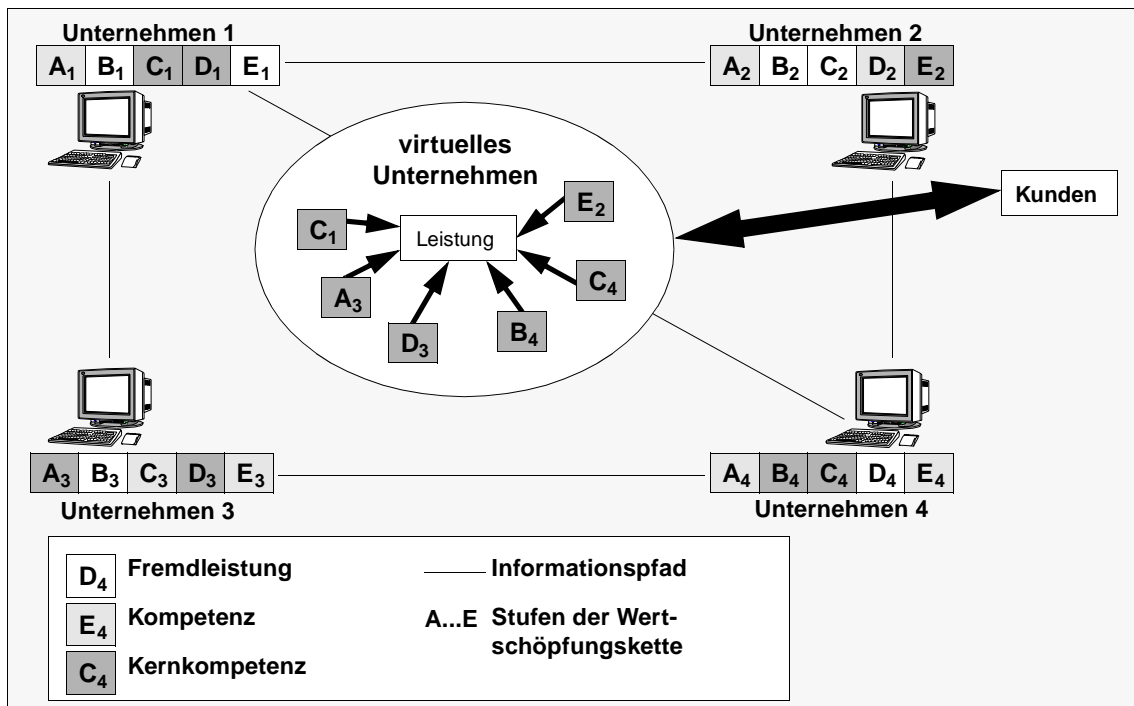 Unternehmen 1
A₁ B₁ C₁ D₁ E₁
Unternehmen 2
A₂ B₂ C₂ D₂ E₂
virtuelles
Unternehmen
Kunden
E₂
C₁
Leistung
C₄
A₃
D₃
B₄
A₃ B₃ C₃ D₃ E₃
Unternehmen 3
A₄ B₄ C₄ D₄ E₄
Unternehmen 4
D₄ Fremdleistung
E₄ Kompetenz
C₄ Kernkompetenz
Informationspfad
A...E Stufen der Wert-
schöpfungskette